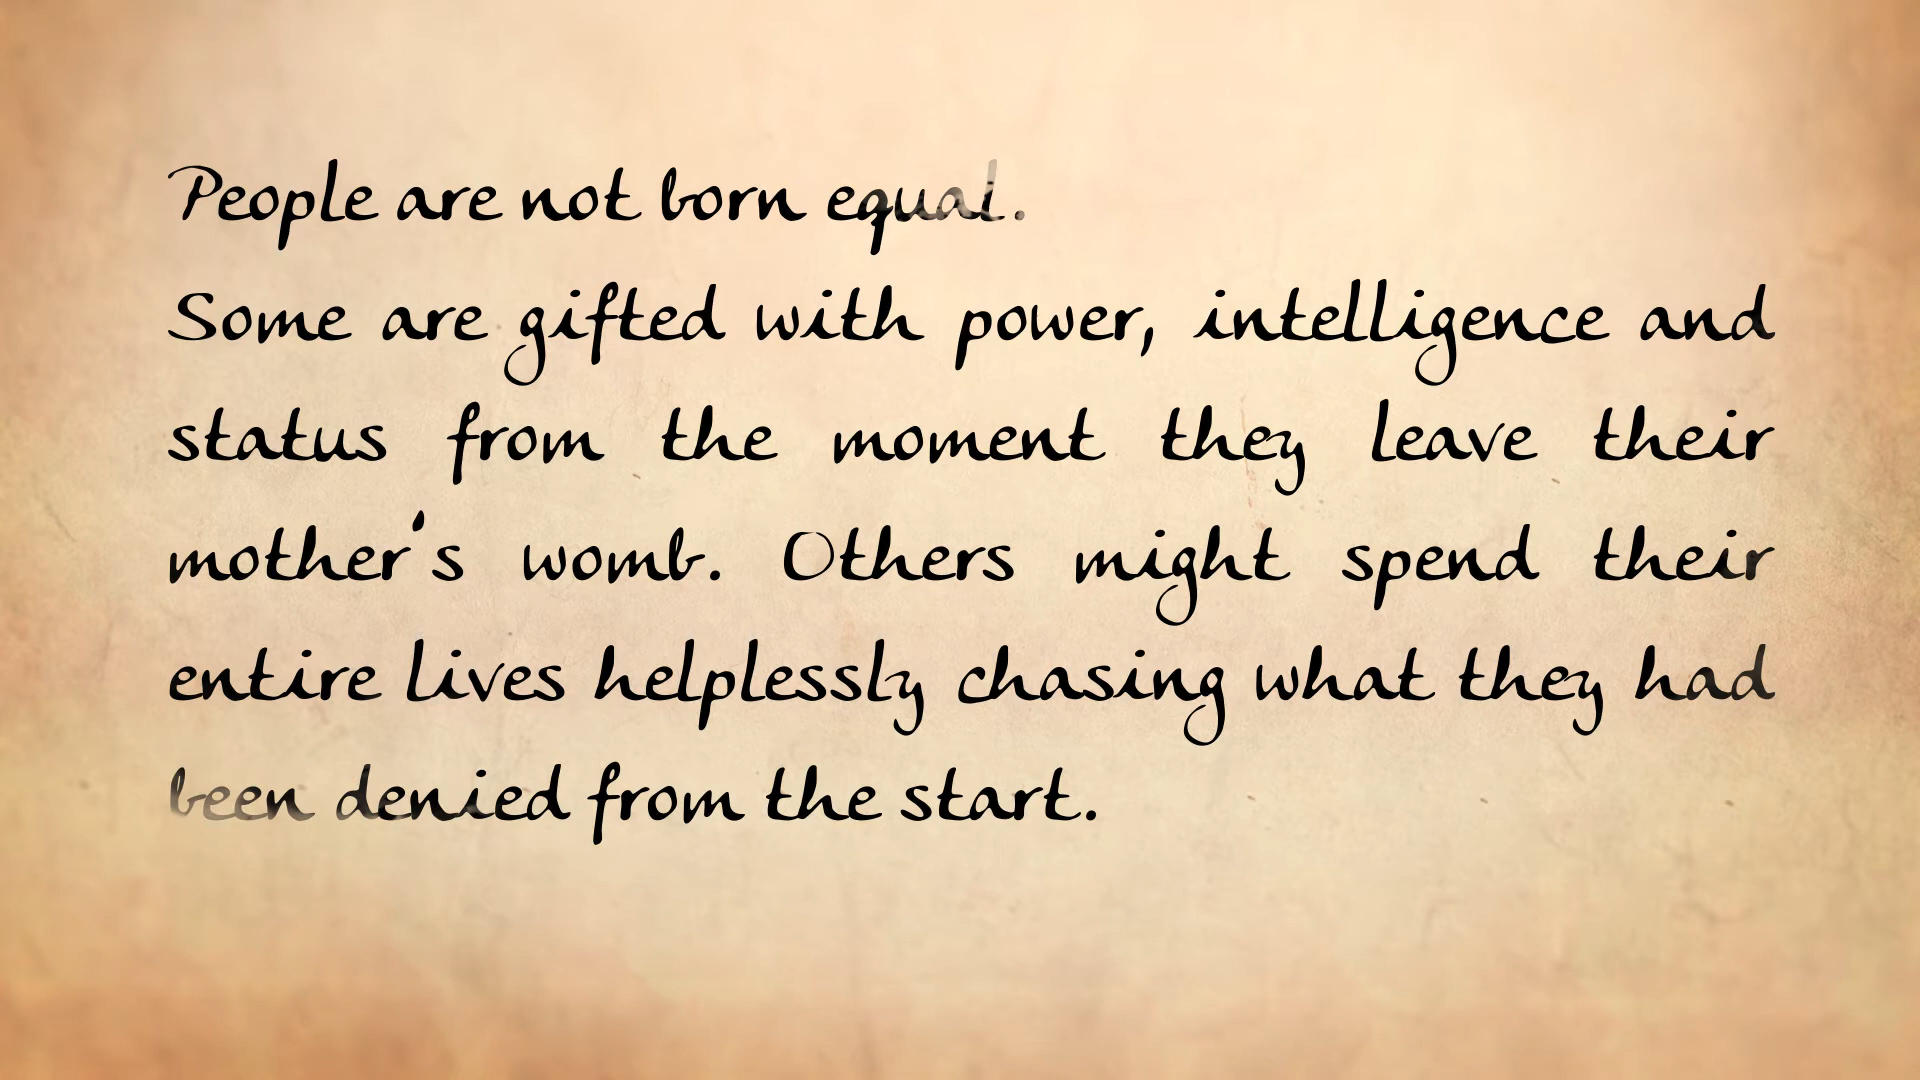 People are not born equal.
Some are gifted with power, intelligence and
status from the moment they leave their
mother's womb. Others might spend their
entire lives helplessly chasing what they had
been denied from the start.